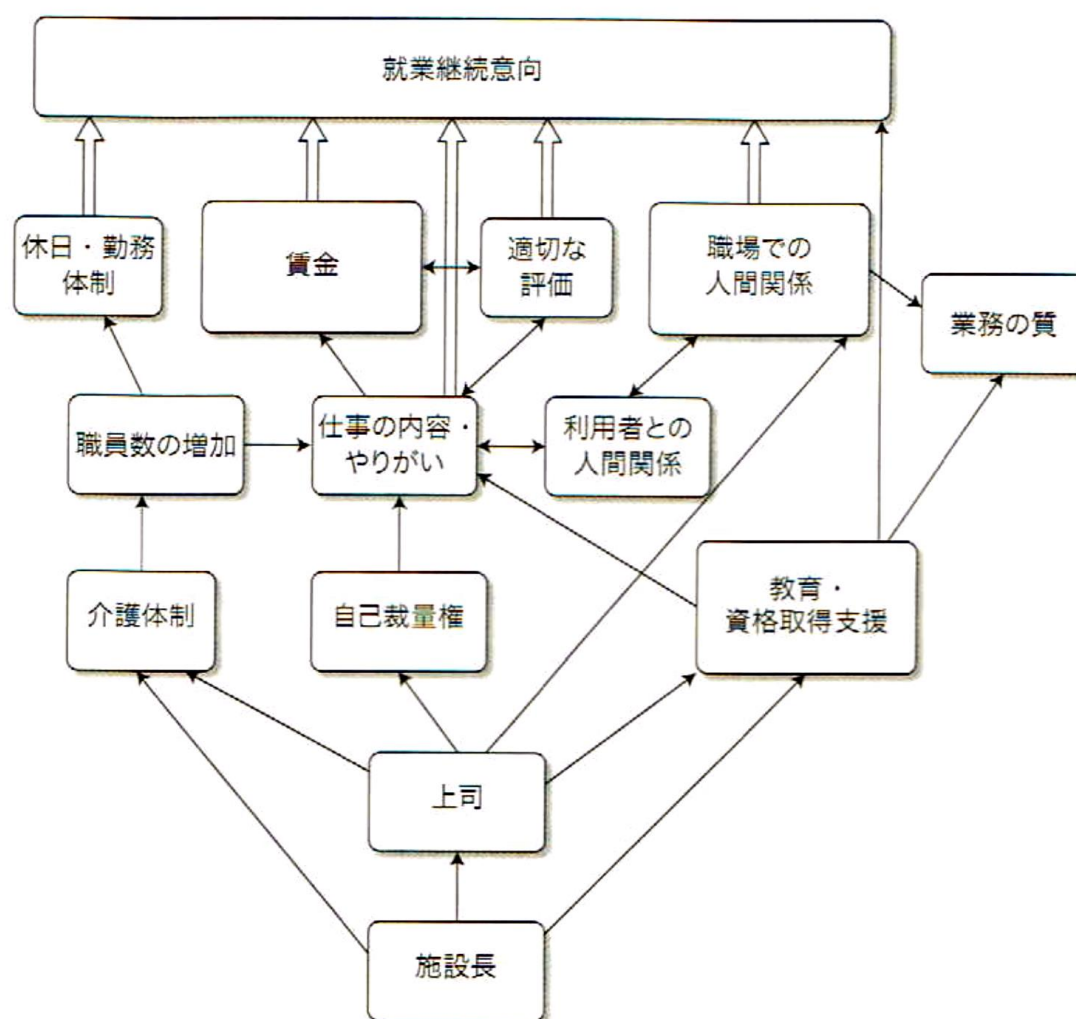 就業継続意向
休日・勤務
体制
賃金
適切な
評価
職場での
人間関係
業務の質
職員数の増加
仕事の内容・
やりがい
利用者との
人間関係
介護体制
自己裁量権
教育・
資格取得支援
上司
施設長